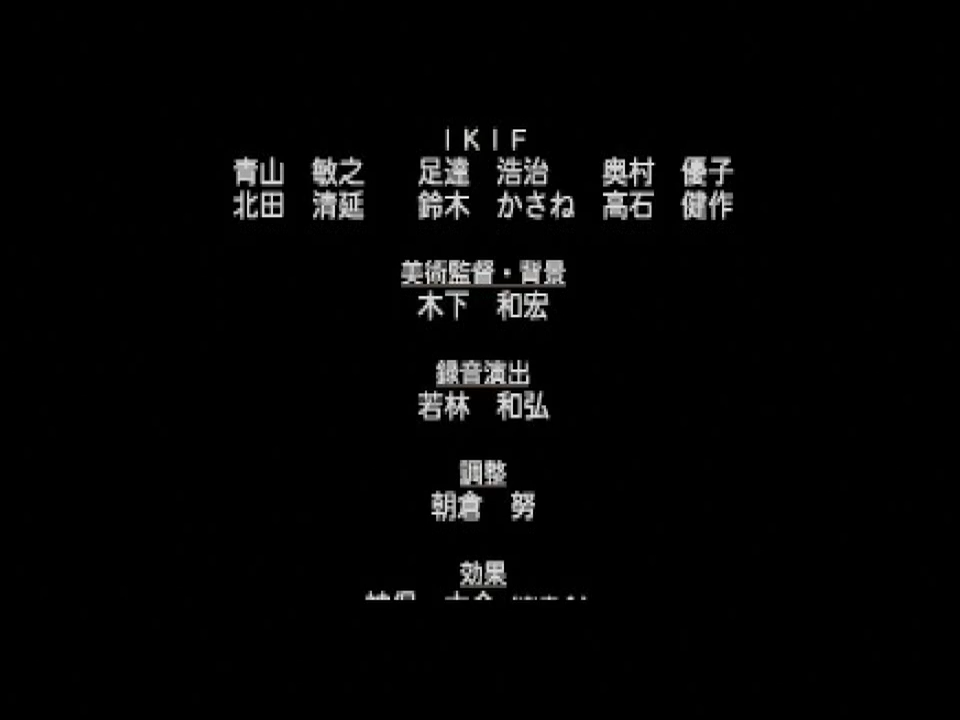 IKIF
青山 敏之 足達 浩治 奥村 優子
北田 清延 鈴木 かさね 高石 健作
美術監督・背景
木下 和宏
録音演出
若林 和弘
調整
朝倉 努
効果